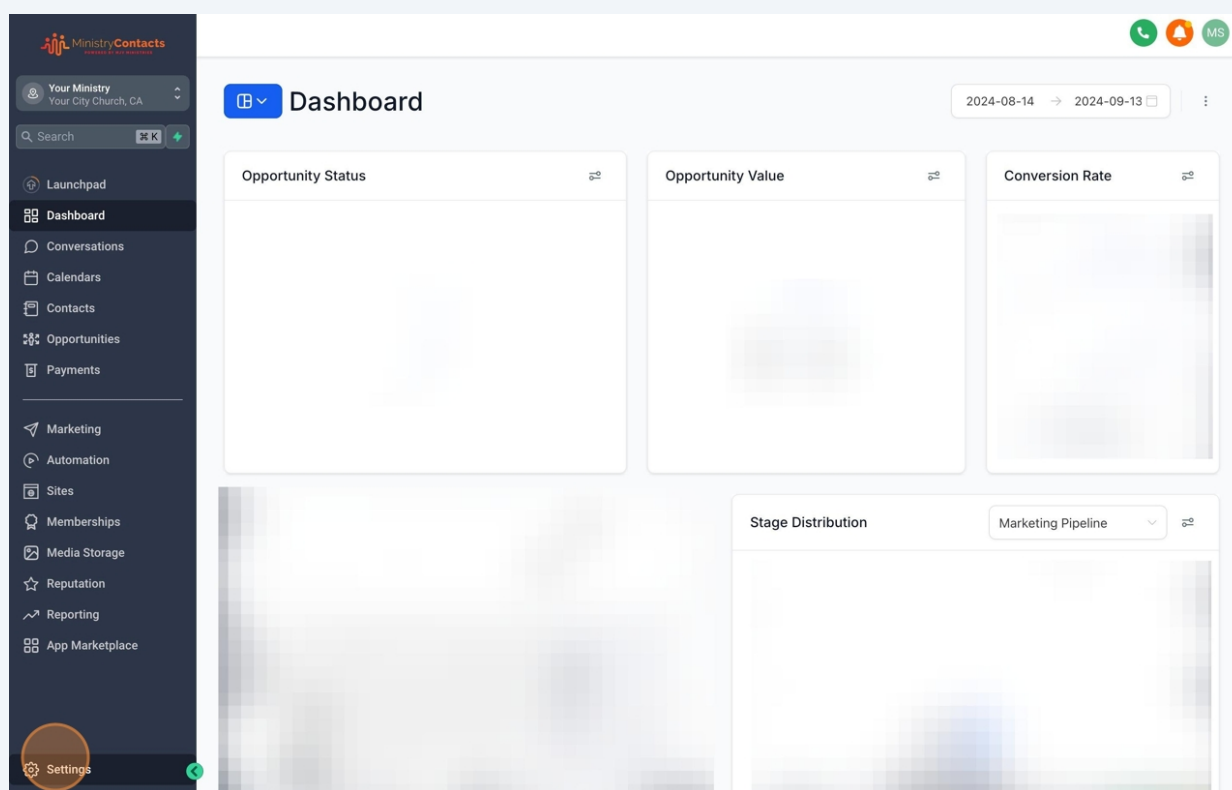 MinistryContacts
Your Ministry
Your City Church, CA
Search ⌘ K
Launchpad
Dashboard
Conversations
Calendars
Contacts
Opportunities
Payments
Marketing
Automation
Sites
Memberships
Media Storage
Reputation
Reporting
App Marketplace
Settings
MS
Dashboard
2024-08-14 → 2024-09-13
Opportunity Status
Opportunity Value
Conversion Rate
Stage Distribution
Marketing Pipeline